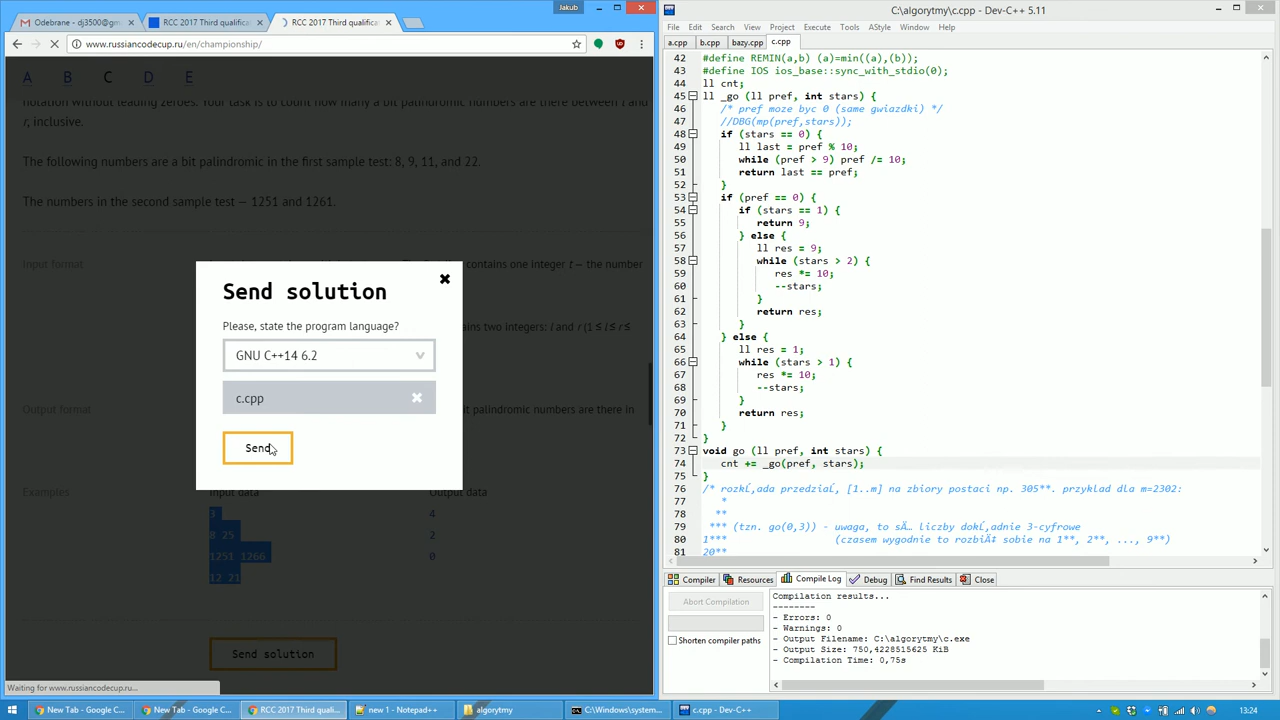 Odebrane - dj3500@gm
RCC 2017 Third qualifica
RCC 2017 Third qualifica
Jakub
www.russiancodecup.ru/en/championship/
A B C D E
notation without leading zeroes. Your task is to count how many a bit palindromic numbers are there between l and
r, inclusive.
The following numbers are a bit palindromic in the first sample test: 8, 9, 11, and 22.
The numbers in the second sample test — 1251 and 1261.
Input format
contains one integer t — the number
ains two integers: l and r (1 ≤ l ≤ r ≤
Output format
it palindromic numbers are there in
Send solution
Please, state the program language?
GNU C++14 6.2
c.cpp
Send
Examples
Input data
Output data
3
4
8 25
2
1251 1266
0
12 21
Send solution
Waiting for www.russiancodecup.ru...
C:\algorytmy\c.cpp - Dev-C++ 5.11
File Edit Search View Project Execute Tools AStyle Window Help
a.cpp b.cpp bazy.cpp c.cpp
42 #define REMIN(a,b) (a)=min((a),(b));
43 #define IOS ios_base::sync_with_stdio(0);
44 ll cnt;
45 ll _go (ll pref, int stars) {
46 /* pref moze byc 0 (same gwiazdki) */
47 //DBG(mp(pref,stars));
48 if (stars == 0) {
49 ll last = pref % 10;
50 while (pref > 9) pref /= 10;
51 return last == pref;
52 }
53 if (pref == 0) {
54 if (stars == 1) {
55 return 9;
56 } else {
57 ll res = 9;
58 while (stars > 2) {
59 res *= 10;
60 --stars;
61 }
62 return res;
63 }
64 } else {
65 ll res = 1;
66 while (stars > 1) {
67 res *= 10;
68 --stars;
69 }
70 return res;
71 }
72 }
73 void go (ll pref, int stars) {
74 cnt += _go(pref, stars);
75 }
76 /* rozkĹ‚ada przedziaĹ‚ [1..m] na zbiory postaci np. 305**. przyklad dla m=2302:
77 *
78 **
79 *** (tzn. go(0,3)) - uwaga, to sÄ… liczby dokĹ‚adnie 3-cyfrowe
80 1*** (czasem wygodnie to rozbiÄ‡ sobie na 1**, 2**, ..., 9**)
81 20**
Compiler Resources Compile Log Debug Find Results Close
Abort Compilation
Shorten compiler paths
Compilation results...
--------
- Errors: 0
- Warnings: 0
- Output Filename: C:\algorytmy\c.exe
- Output Size: 750,4228515625 KiB
- Compilation Time: 0,75s
New Tab - Google C...
New Tab - Google C...
RCC 2017 Third quali...
new 1 - Notepad++
algorytmy
C:\Windows\system...
c.cpp - Dev-C++
13:24